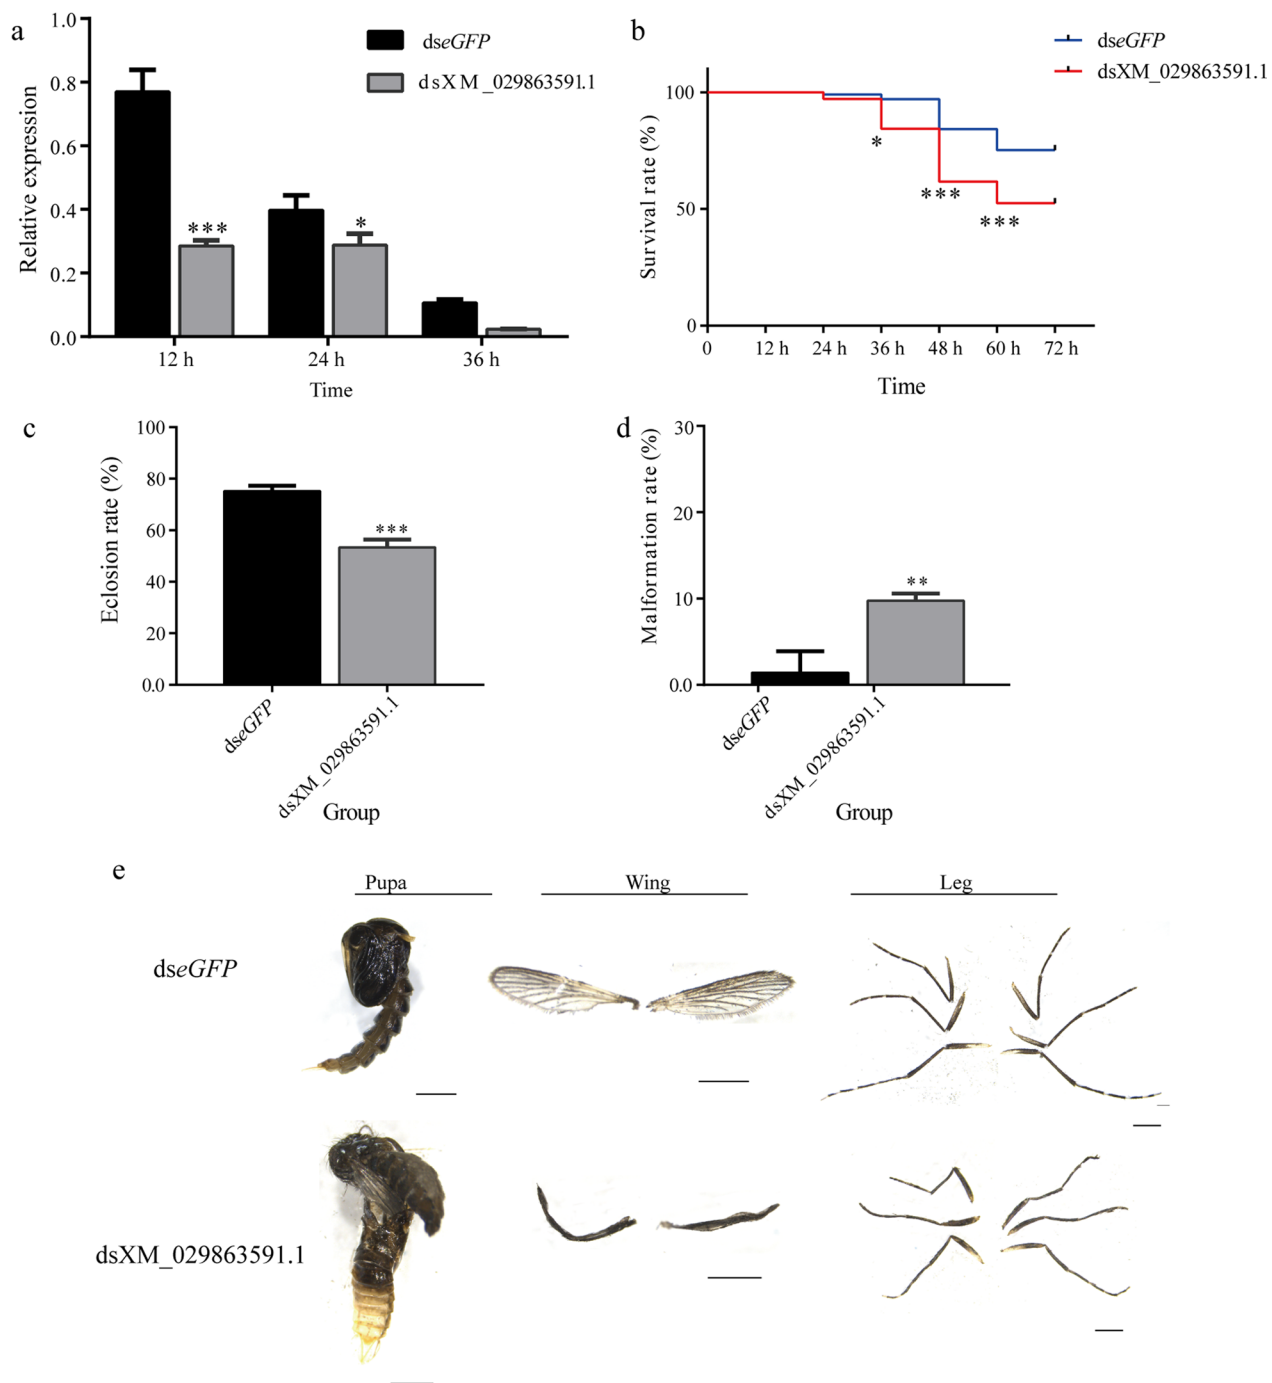 a
1.0
0.8
0.6
0.4
0.2
0.0
Relative expression
dseGFP
dsXM_029863591.1
***
*
12 h 24 h 36 h
Time
b
dseGFP
dsXM_029863591.1
100
50
0
Survival rate (%)
*
***
***
0 12 h 24 h 36 h 48 h 60 h 72 h
Time
c
100
80
60
40
20
0.0
Eclosion rate (%)
***
dseGFP
dsXM_029863591.1
Group
d
30
20
10
0.0
Malformation rate (%)
**
dseGFP
dsXM_029863591.1
Group
e
Pupa Wing Leg
dseGFP
dsXM_029863591.1